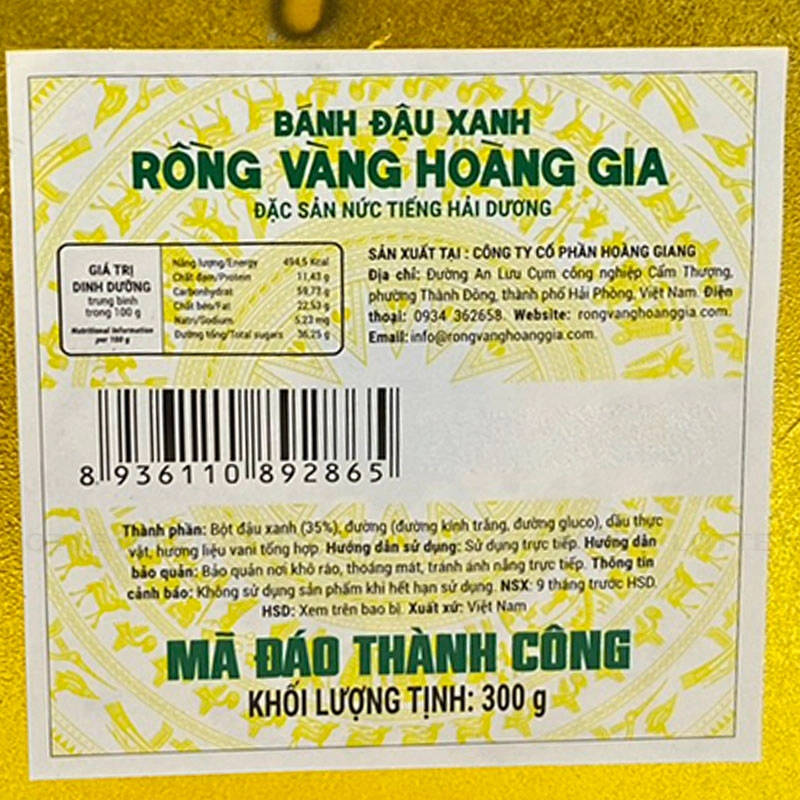 BÁNH ĐẬU XANH
RỒNG VÀNG HOÀNG GIA
ĐẶC SẢN NỨC TIẾNG HẢI DƯƠNG
GIÁ TRỊ
DINH DƯỠNG
trung bình
trong 100 g
Nutritional Information
per 100 g
Năng lượng/Energy 494,5 Kcal
Chất đạm/Protein 11,43 g
Carbonhydrat 59,73 g
Chất béo/Fat 22,53 g
Natri/Sodium 5,23 mg
Đường tổng/Total sugars 36,25 g
SẢN XUẤT TẠI : CÔNG TY CỔ PHẦN HOÀNG GIANG
Địa chỉ: Đường An Lưu Cụm công nghiệp Cẩm Thượng,
phường Thành Đông, thành phố Hải Phòng, Việt Nam. Điện
thoại: 0934 362658. Website: rongvanghoanggia.com.
Email: info@rongvanghoanggia.com.
8 936110 892865
Thành phần: Bột đậu xanh (35%), đường (đường kính trắng, đường gluco), dầu thực
vật, hương liệu vani tổng hợp. Hướng dẫn sử dụng: Sử dụng trực tiếp. Hướng dẫn
bảo quản: Bảo quản nơi khô ráo, thoáng mát, tránh ánh nắng trực tiếp. Thông tin
cảnh báo: Không sử dụng sản phẩm khi hết hạn sử dụng. NSX: 9 tháng trước HSD.
HSD: Xem trên bao bì. Xuất xứ: Việt Nam
MÃ ĐÁO THÀNH CÔNG
KHỐI LƯỢNG TỊNH: 300 g